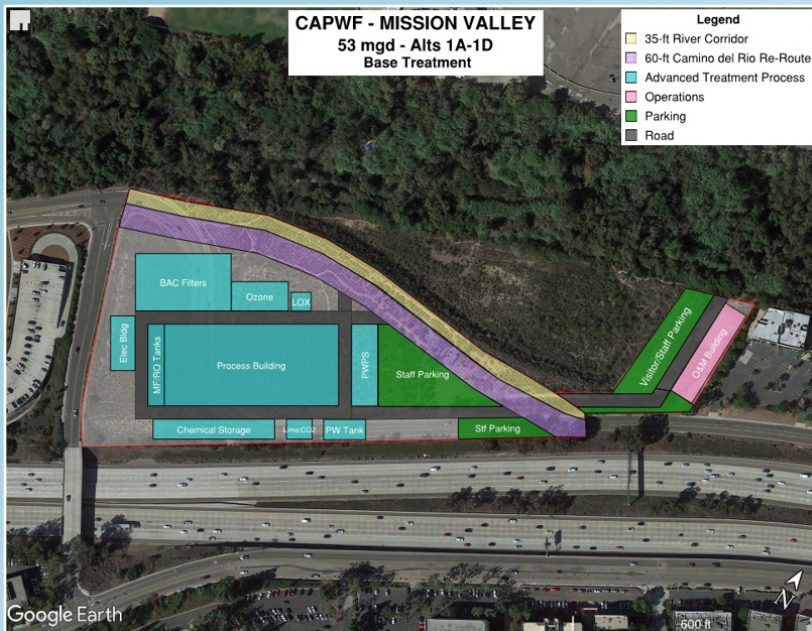 CAPWF - MISSION VALLEY
53 mgd - Alts 1A-1D
Base Treatment
Legend
35-ft River Corridor
60-ft Camino del Rio Re-Route
Advanced Treatment Process
Operations
Parking
Road
BAC Filters
Ozone
LOX
Elec Bldg
MF/RO Tanks
Process Building
PWPS
Staff Parking
Visitor/Staff Parking
O&M Building
Chemical Storage
Lime/CO2
PW Tank
Stf Parking
Google Earth
N
600 ft